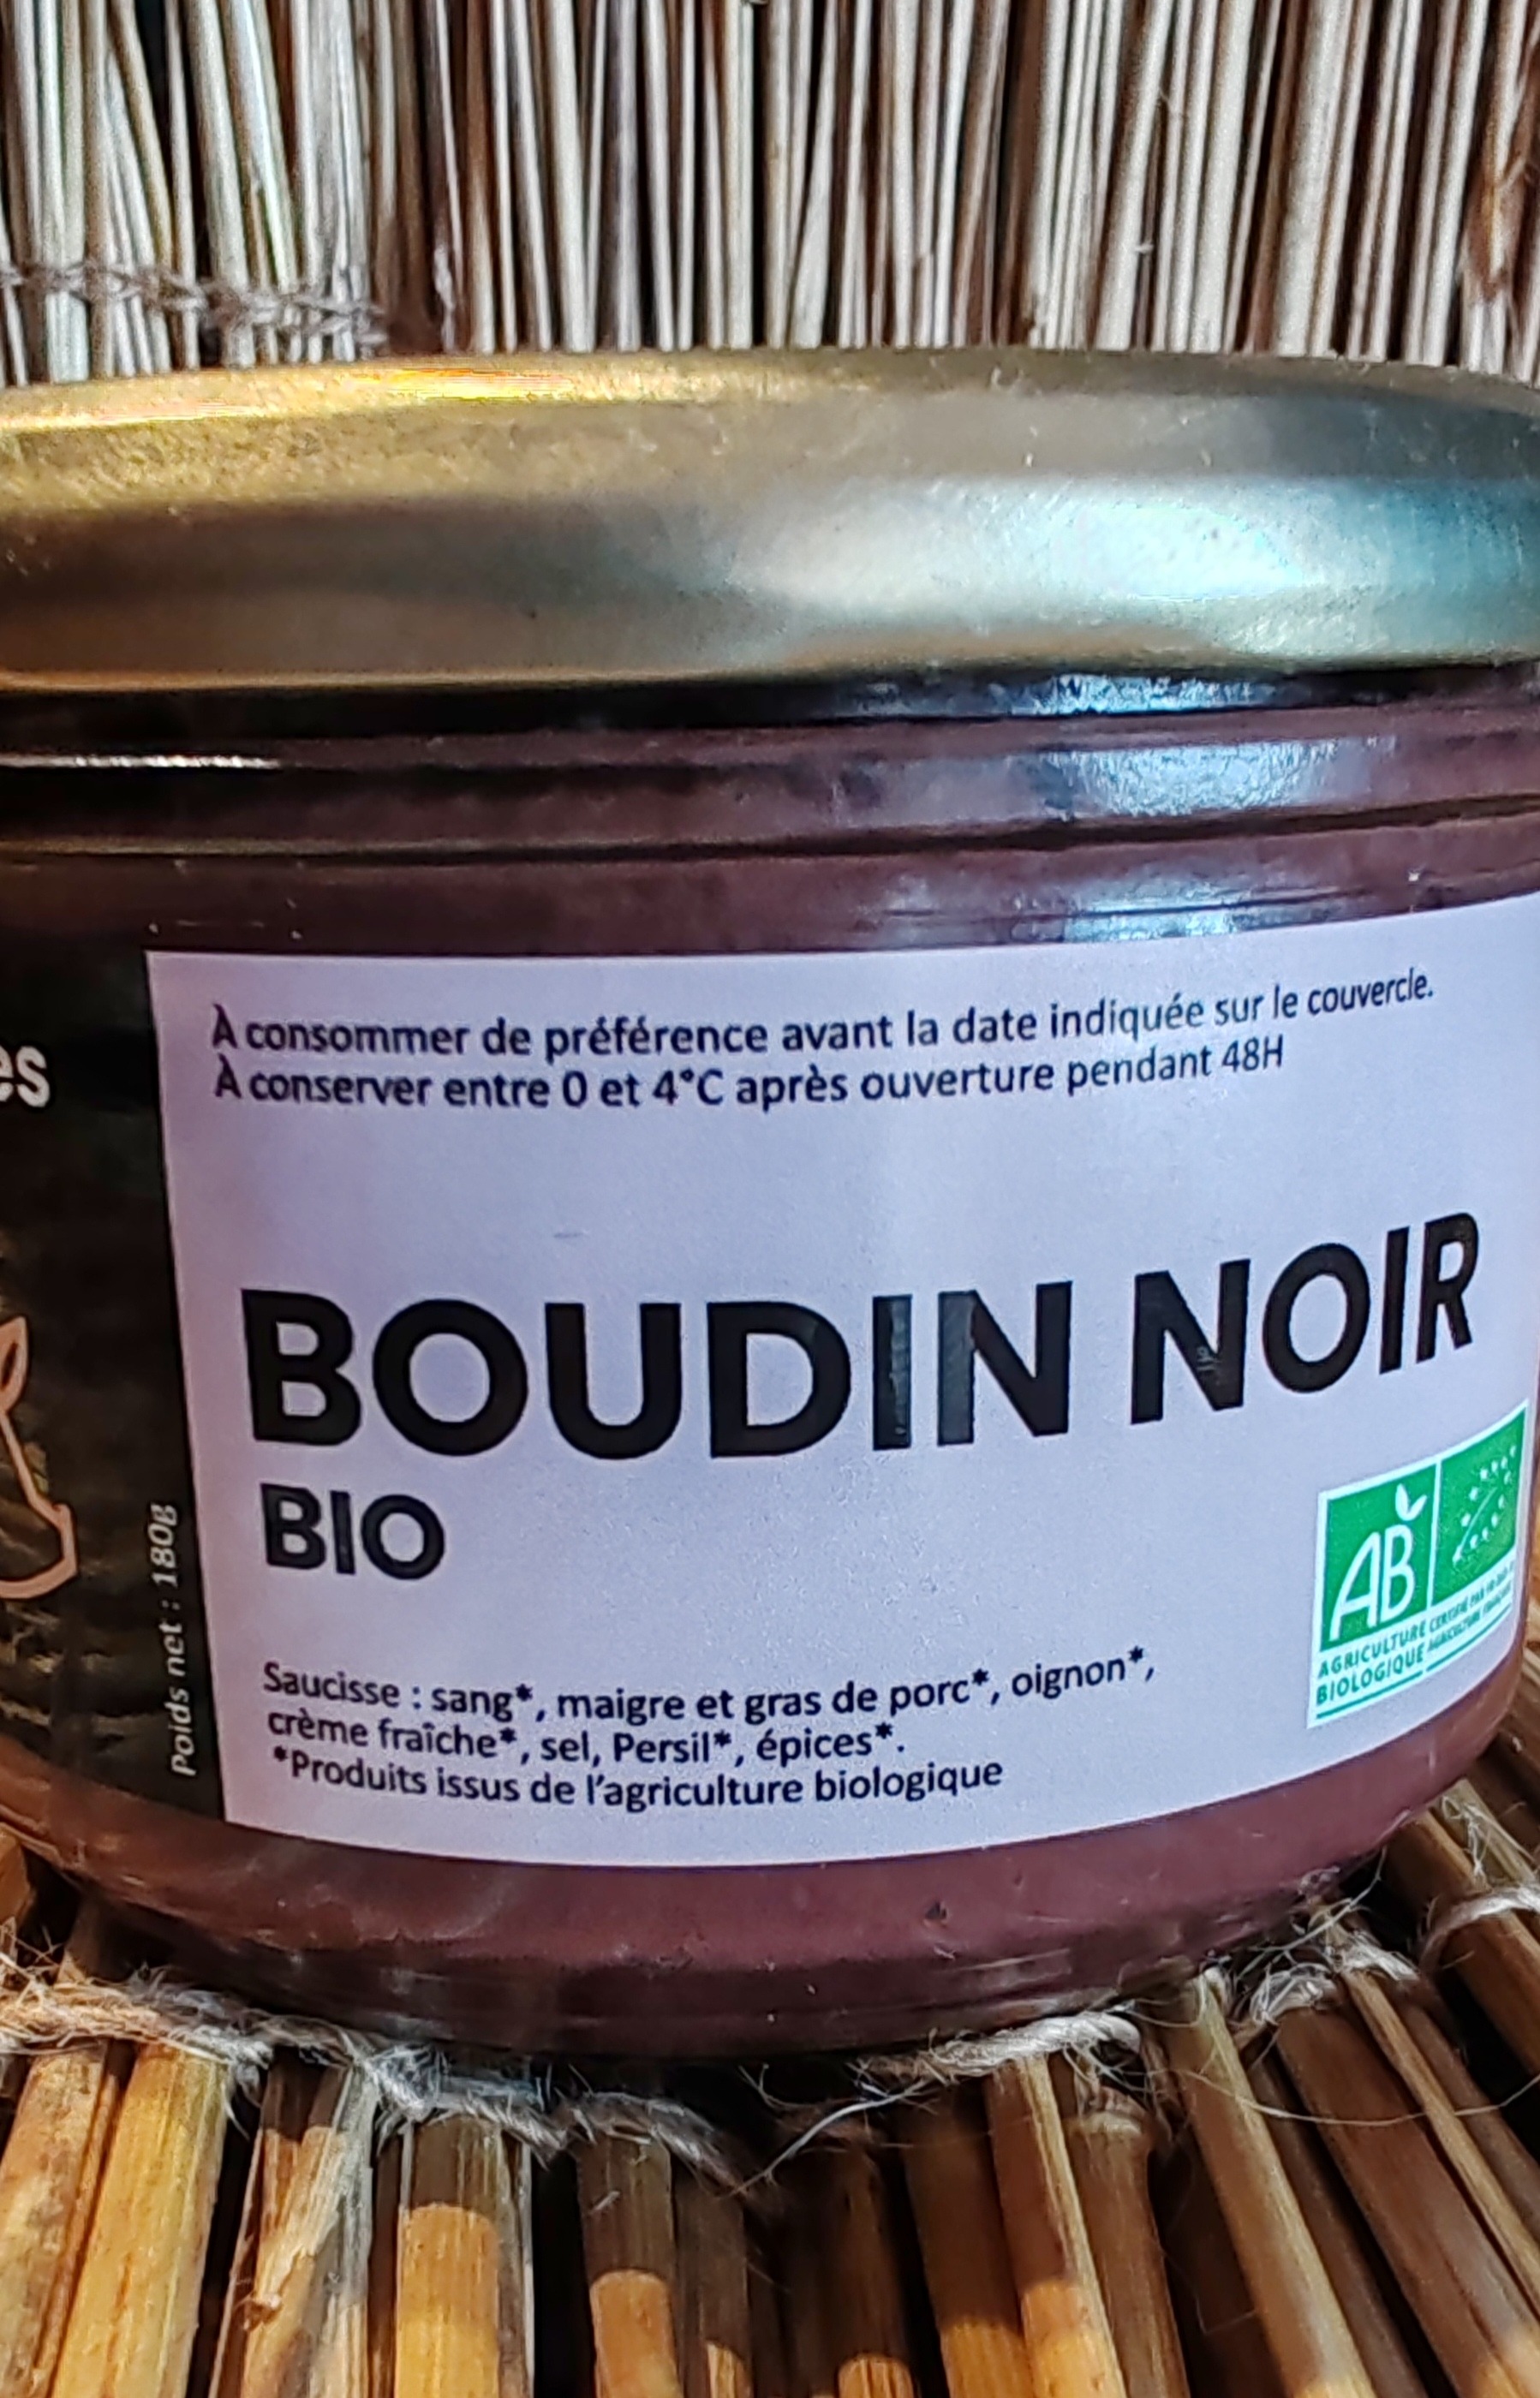 À consommer de préférence avant la date indiquée sur le couvercle.
À conserver entre 0 et 4°C après ouverture pendant 48H
BOUDIN NOIR
BIO
Saucisse : sang*, maigre et gras de porc*, oignon*,
crème fraîche*, sel, Persil*, épices*.
*Produits issus de l'agriculture biologique
Poids net : 180g
es
AB
AGRICULTURE
BIOLOGIQUE